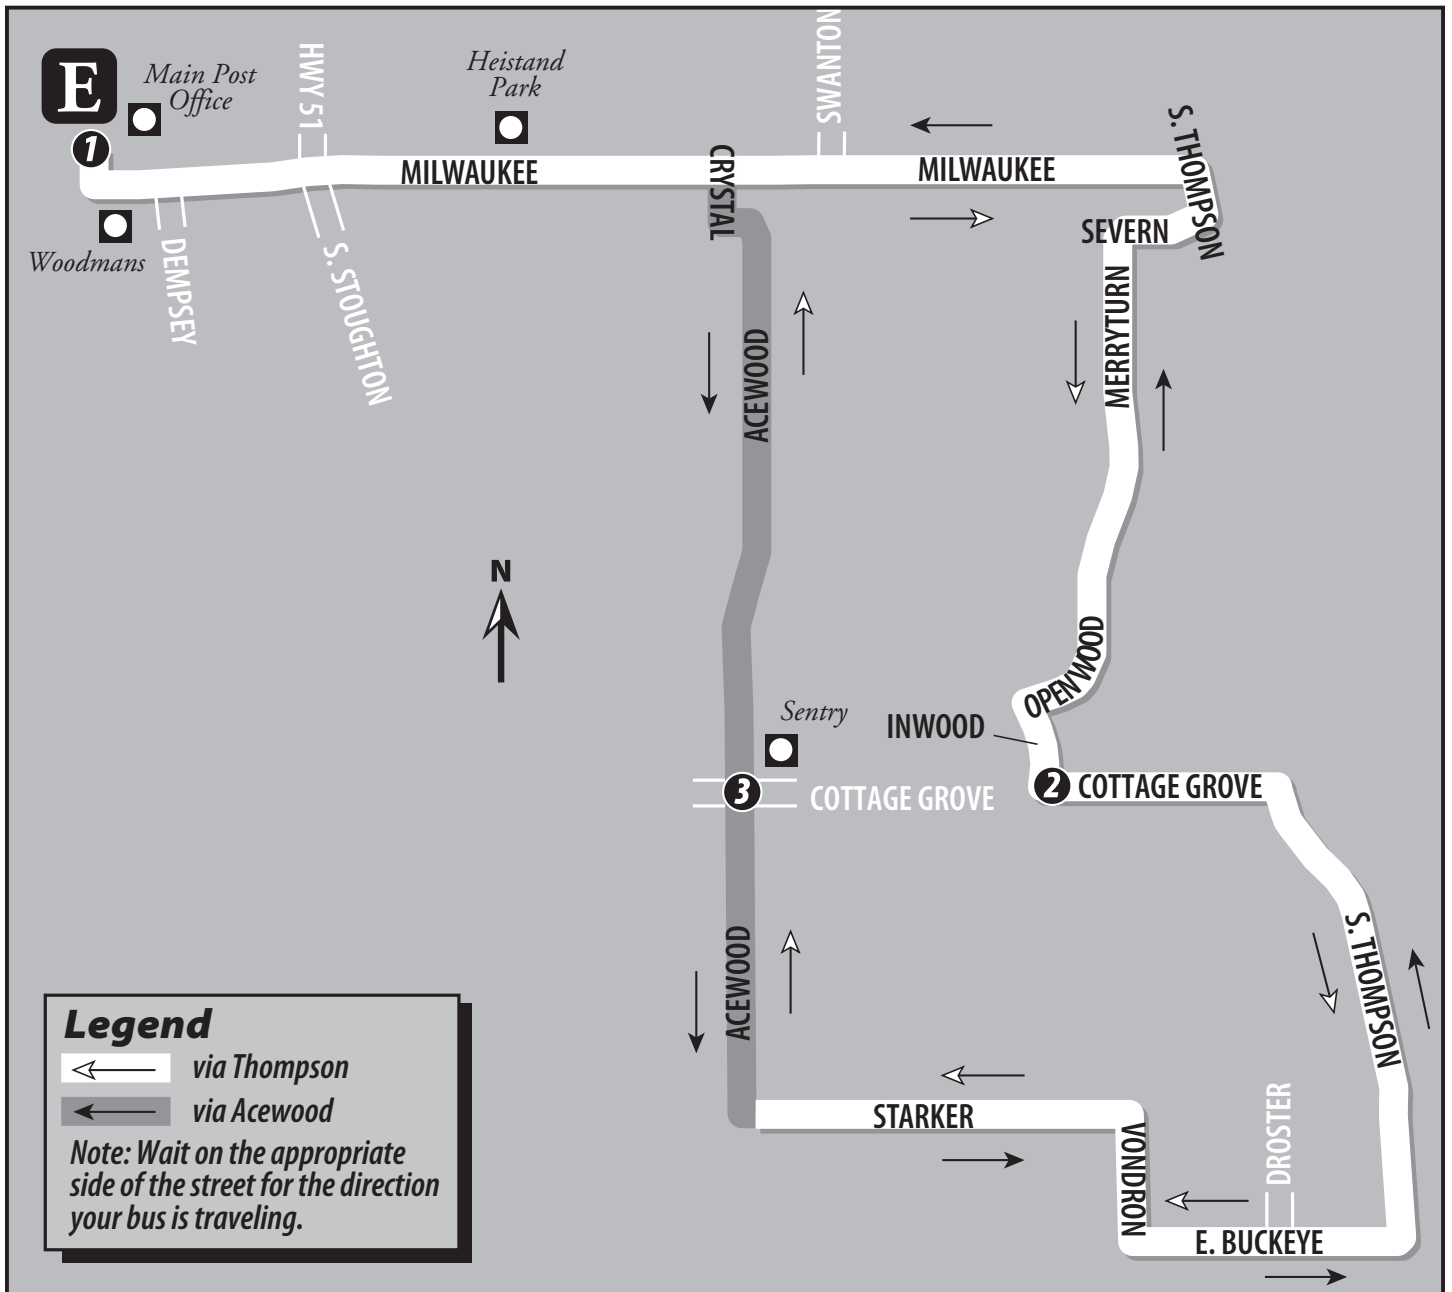 E
Main Post
Office
HWY 51
Heistand
Park
SWANTON
S. THOMPSON
1
MILWAUKEE
CRYSTAL
MILWAUKEE
SEVERN
Woodmans
DEMPSEY
S. STOUGHTON
MERRYTURN
ACEWOOD
N
OPENWOOD
Sentry
INWOOD
3
COTTAGE GROVE
2
COTTAGE GROVE
S. THOMPSON
ACEWOOD
STARKER
VONDRON
DROSTER
E. BUCKEYE
Legend
via Thompson
via Acewood
Note: Wait on the appropriate
side of the street for the direction
your bus is traveling.